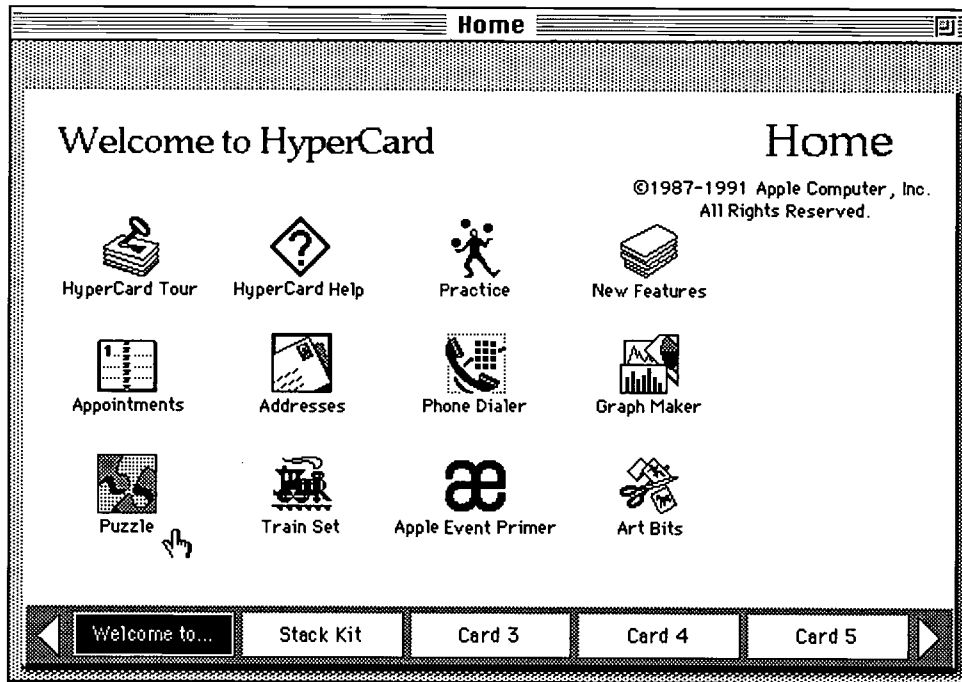 Home
Welcome to HyperCard
Home
©1987-1991 Apple Computer, Inc.
All Rights Reserved.
HyperCard Tour
HyperCard Help
Practice
New Features
1
Appointments
Addresses
Phone Dialer
Graph Maker
?
Puzzle
Train Set
æ
Apple Event Primer
Art Bits
Welcome to...
Stack Kit
Card 3
Card 4
Card 5